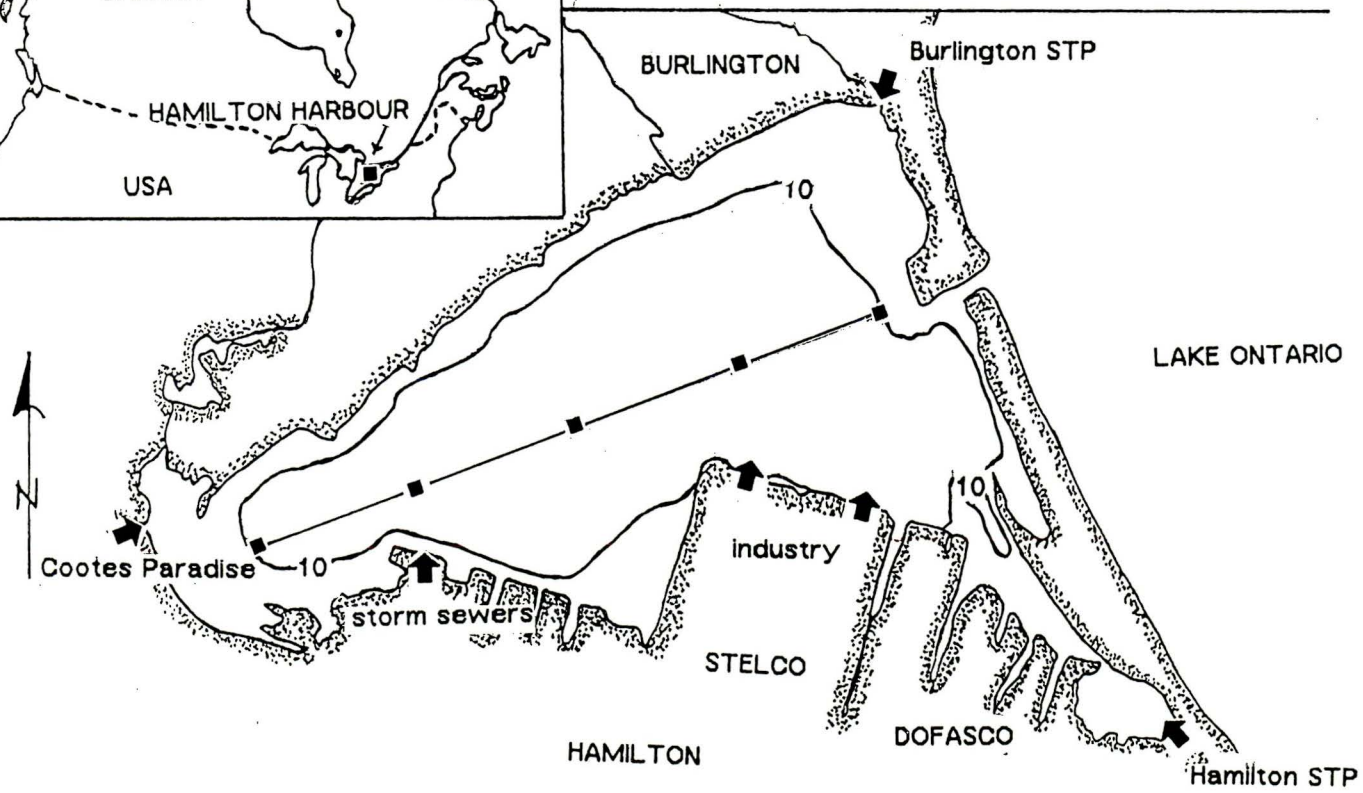 HAMILTON HARBOUR
USA
BURLINGTON
Burlington STP
10
LAKE ONTARIO
N
10
Cootes Paradise
10
storm sewers
industry
STELCO
DOFASCO
HAMILTON
Hamilton STP